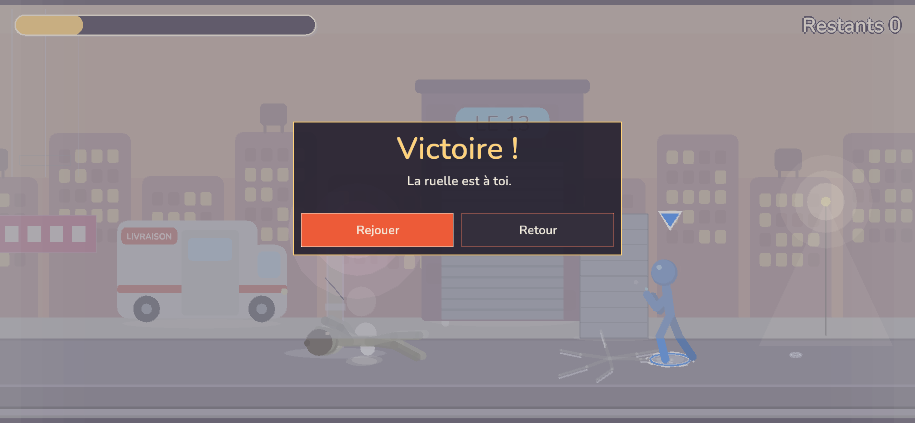 Restants 0
Victoire !
La ruelle est à toi.
Rejouer
Retour
LIVRAISON